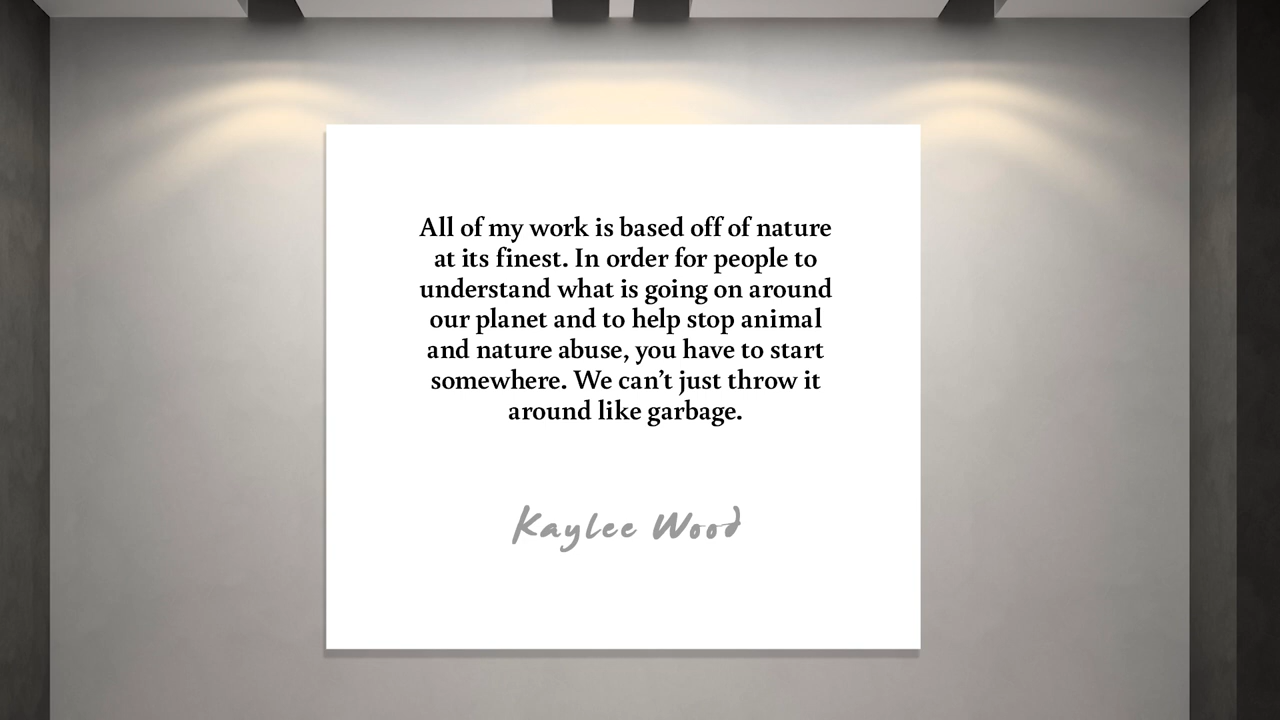 All of my work is based off of nature
at its finest. In order for people to
understand what is going on around
our planet and to help stop animal
and nature abuse, you have to start
somewhere. We can’t just throw it
around like garbage.
Kaylee Wood